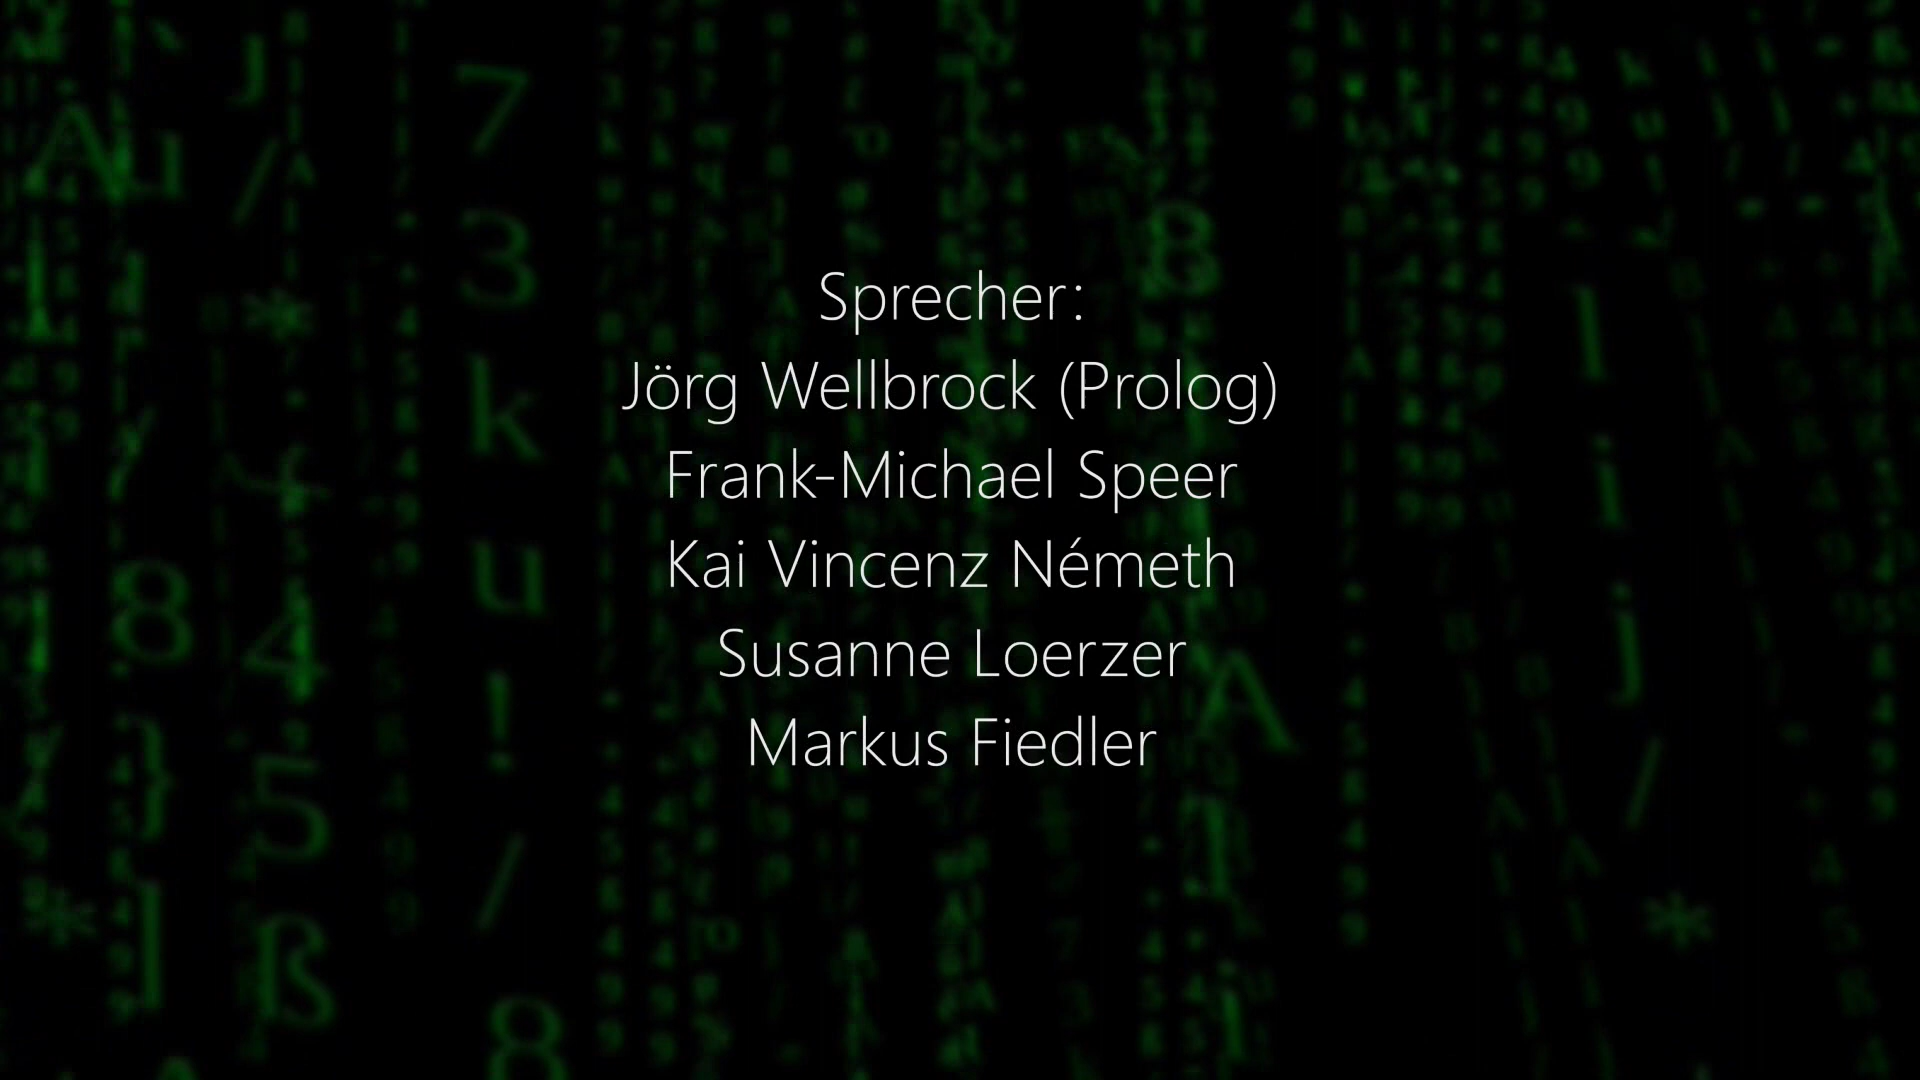 Sprecher:
Jörg Wellbrock (Prolog)
Frank-Michael Speer
Kai Vincenz Németh
Susanne Loerzer
Markus Fiedler